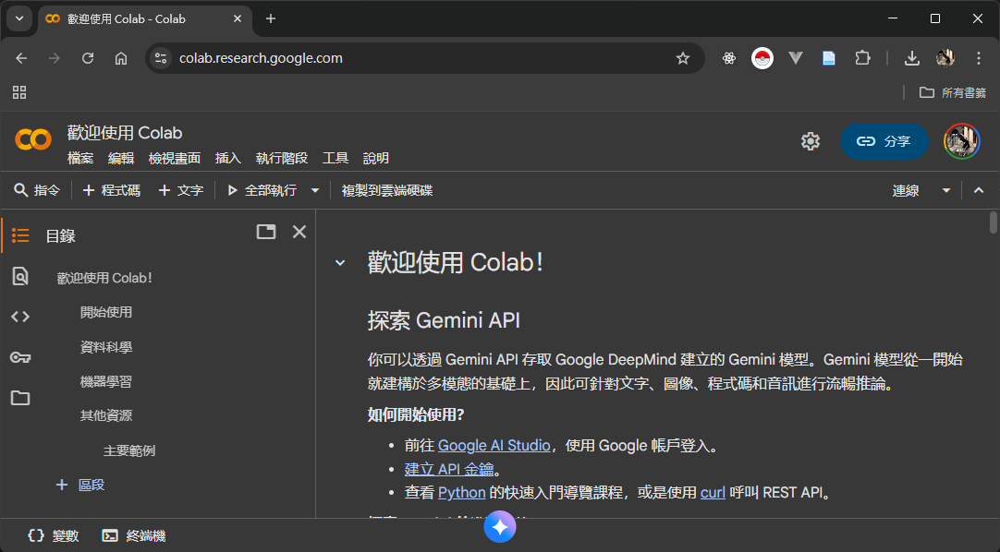 歡迎使用 Colab - Colab
colab.research.google.com
所有書籤
歡迎使用 Colab
檔案 編輯 檢視畫面 插入 執行階段 工具 說明
分享
指令 + 程式碼 + 文字 全部執行 複製到雲端硬碟 連線
目錄
歡迎使用 Colab！
開始使用
資料科學
機器學習
其他資源
主要範例
+ 區段
歡迎使用 Colab！
探索 Gemini API
你可以透過 Gemini API 存取 Google DeepMind 建立的 Gemini 模型。Gemini 模型從一開始
就建構於多模態的基礎上，因此可針對文字、圖像、程式碼和音訊進行流暢推論。
如何開始使用?
• 前往 Google AI Studio，使用 Google 帳戶登入。
• 建立 API 金鑰。
• 查看 Python 的快速入門導覽課程，或是使用 curl 呼叫 REST API。
變數 終端機